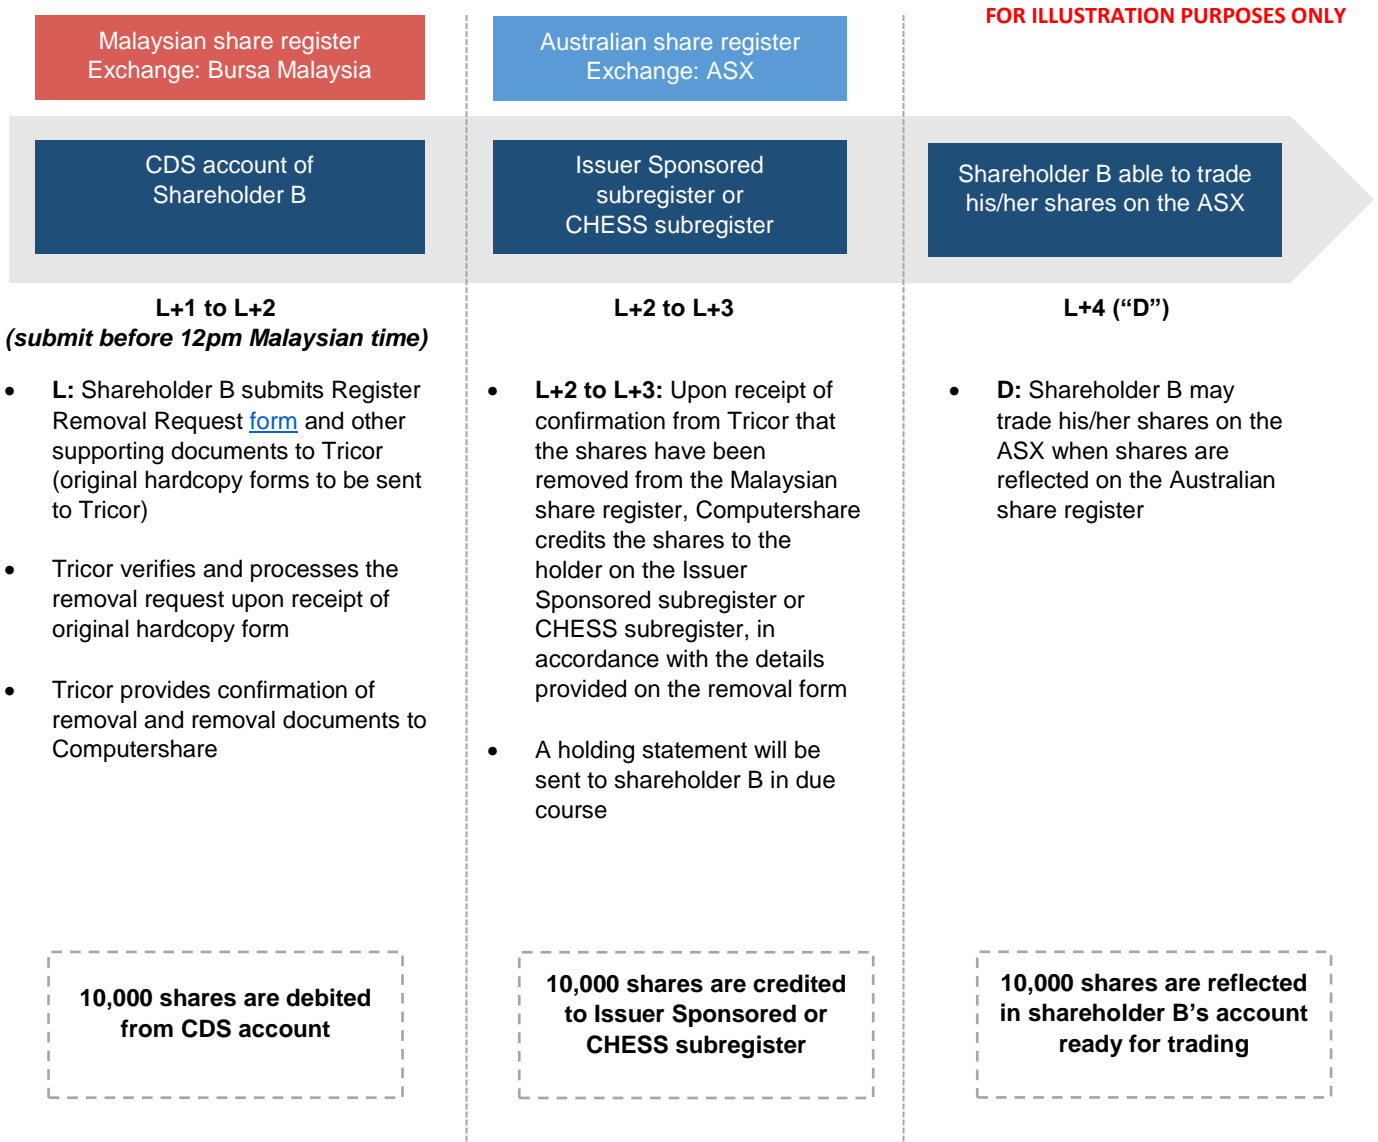 FOR ILLUSTRATION PURPOSES ONLY
Malaysian share register
Exchange: Bursa Malaysia
Australian share register
Exchange: ASX
CDS account of
Shareholder B
Issuer Sponsored
subregister or
CHESS subregister
Shareholder B able to trade
his/her shares on the ASX
L+1 to L+2
(submit before 12pm Malaysian time)
• L: Shareholder B submits Register
Removal Request form and other
supporting documents to Tricor
(original hardcopy forms to be sent
to Tricor)
• Tricor verifies and processes the
removal request upon receipt of
original hardcopy form
• Tricor provides confirmation of
removal and removal documents to
Computershare
10,000 shares are debited
from CDS account
L+2 to L+3
• L+2 to L+3: Upon receipt of
confirmation from Tricor that
the shares have been
removed from the Malaysian
share register, Computershare
credits the shares to the
holder on the Issuer
Sponsored subregister or
CHESS subregister, in
accordance with the details
provided on the removal form
• A holding statement will be
sent to shareholder B in due
course
10,000 shares are credited
to Issuer Sponsored or
CHESS subregister
L+4 (“D”)
• D: Shareholder B may
trade his/her shares on the
ASX when shares are
reflected on the Australian
share register
10,000 shares are reflected
in shareholder B’s account
ready for trading